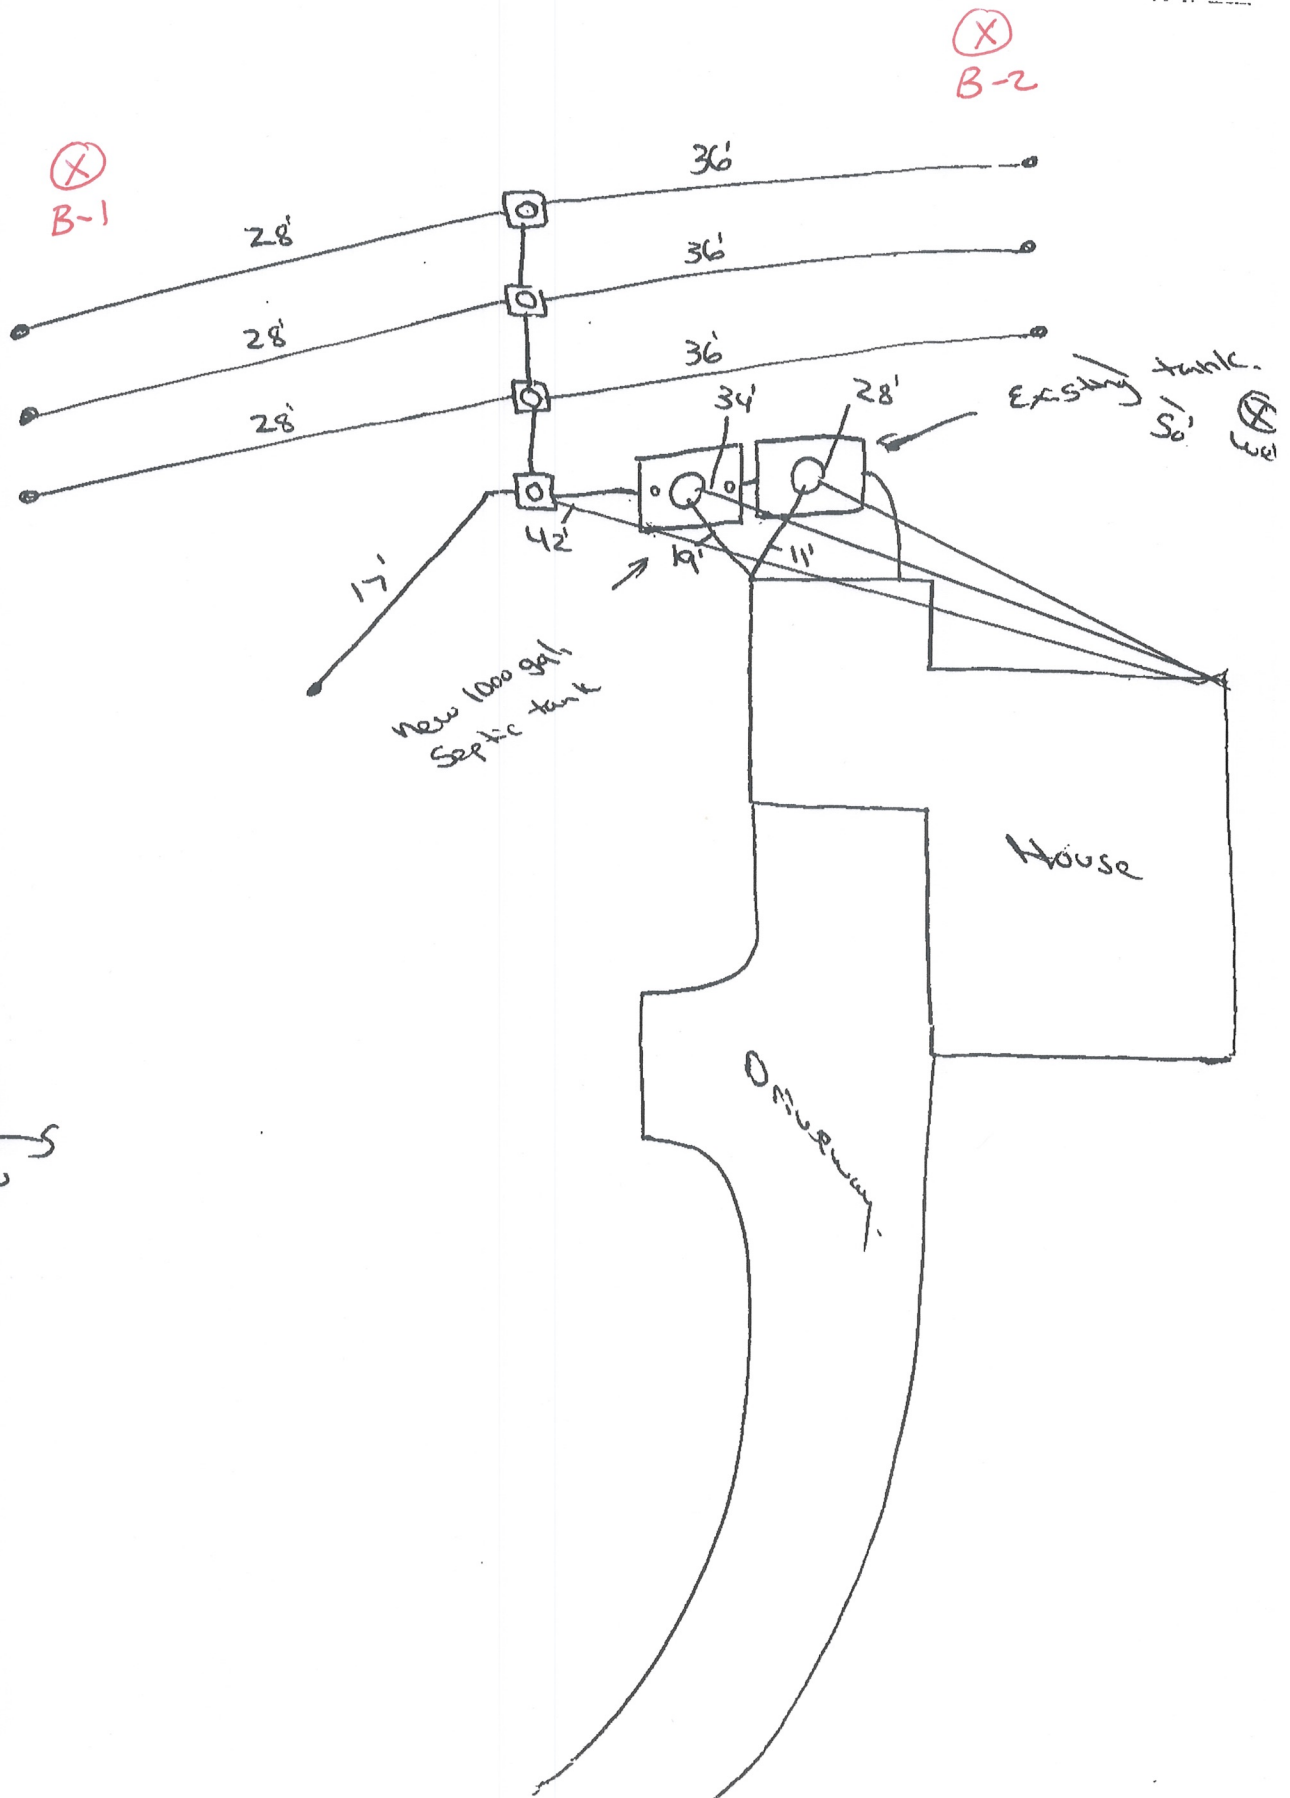 X
B-2
X
B-1
36'
28'
36'
28'
36'
28'
34'
28'
Existing tank.
50'
X
42'
19'
11'
17'
new 1000 gal.
septic tank
House
Driveway